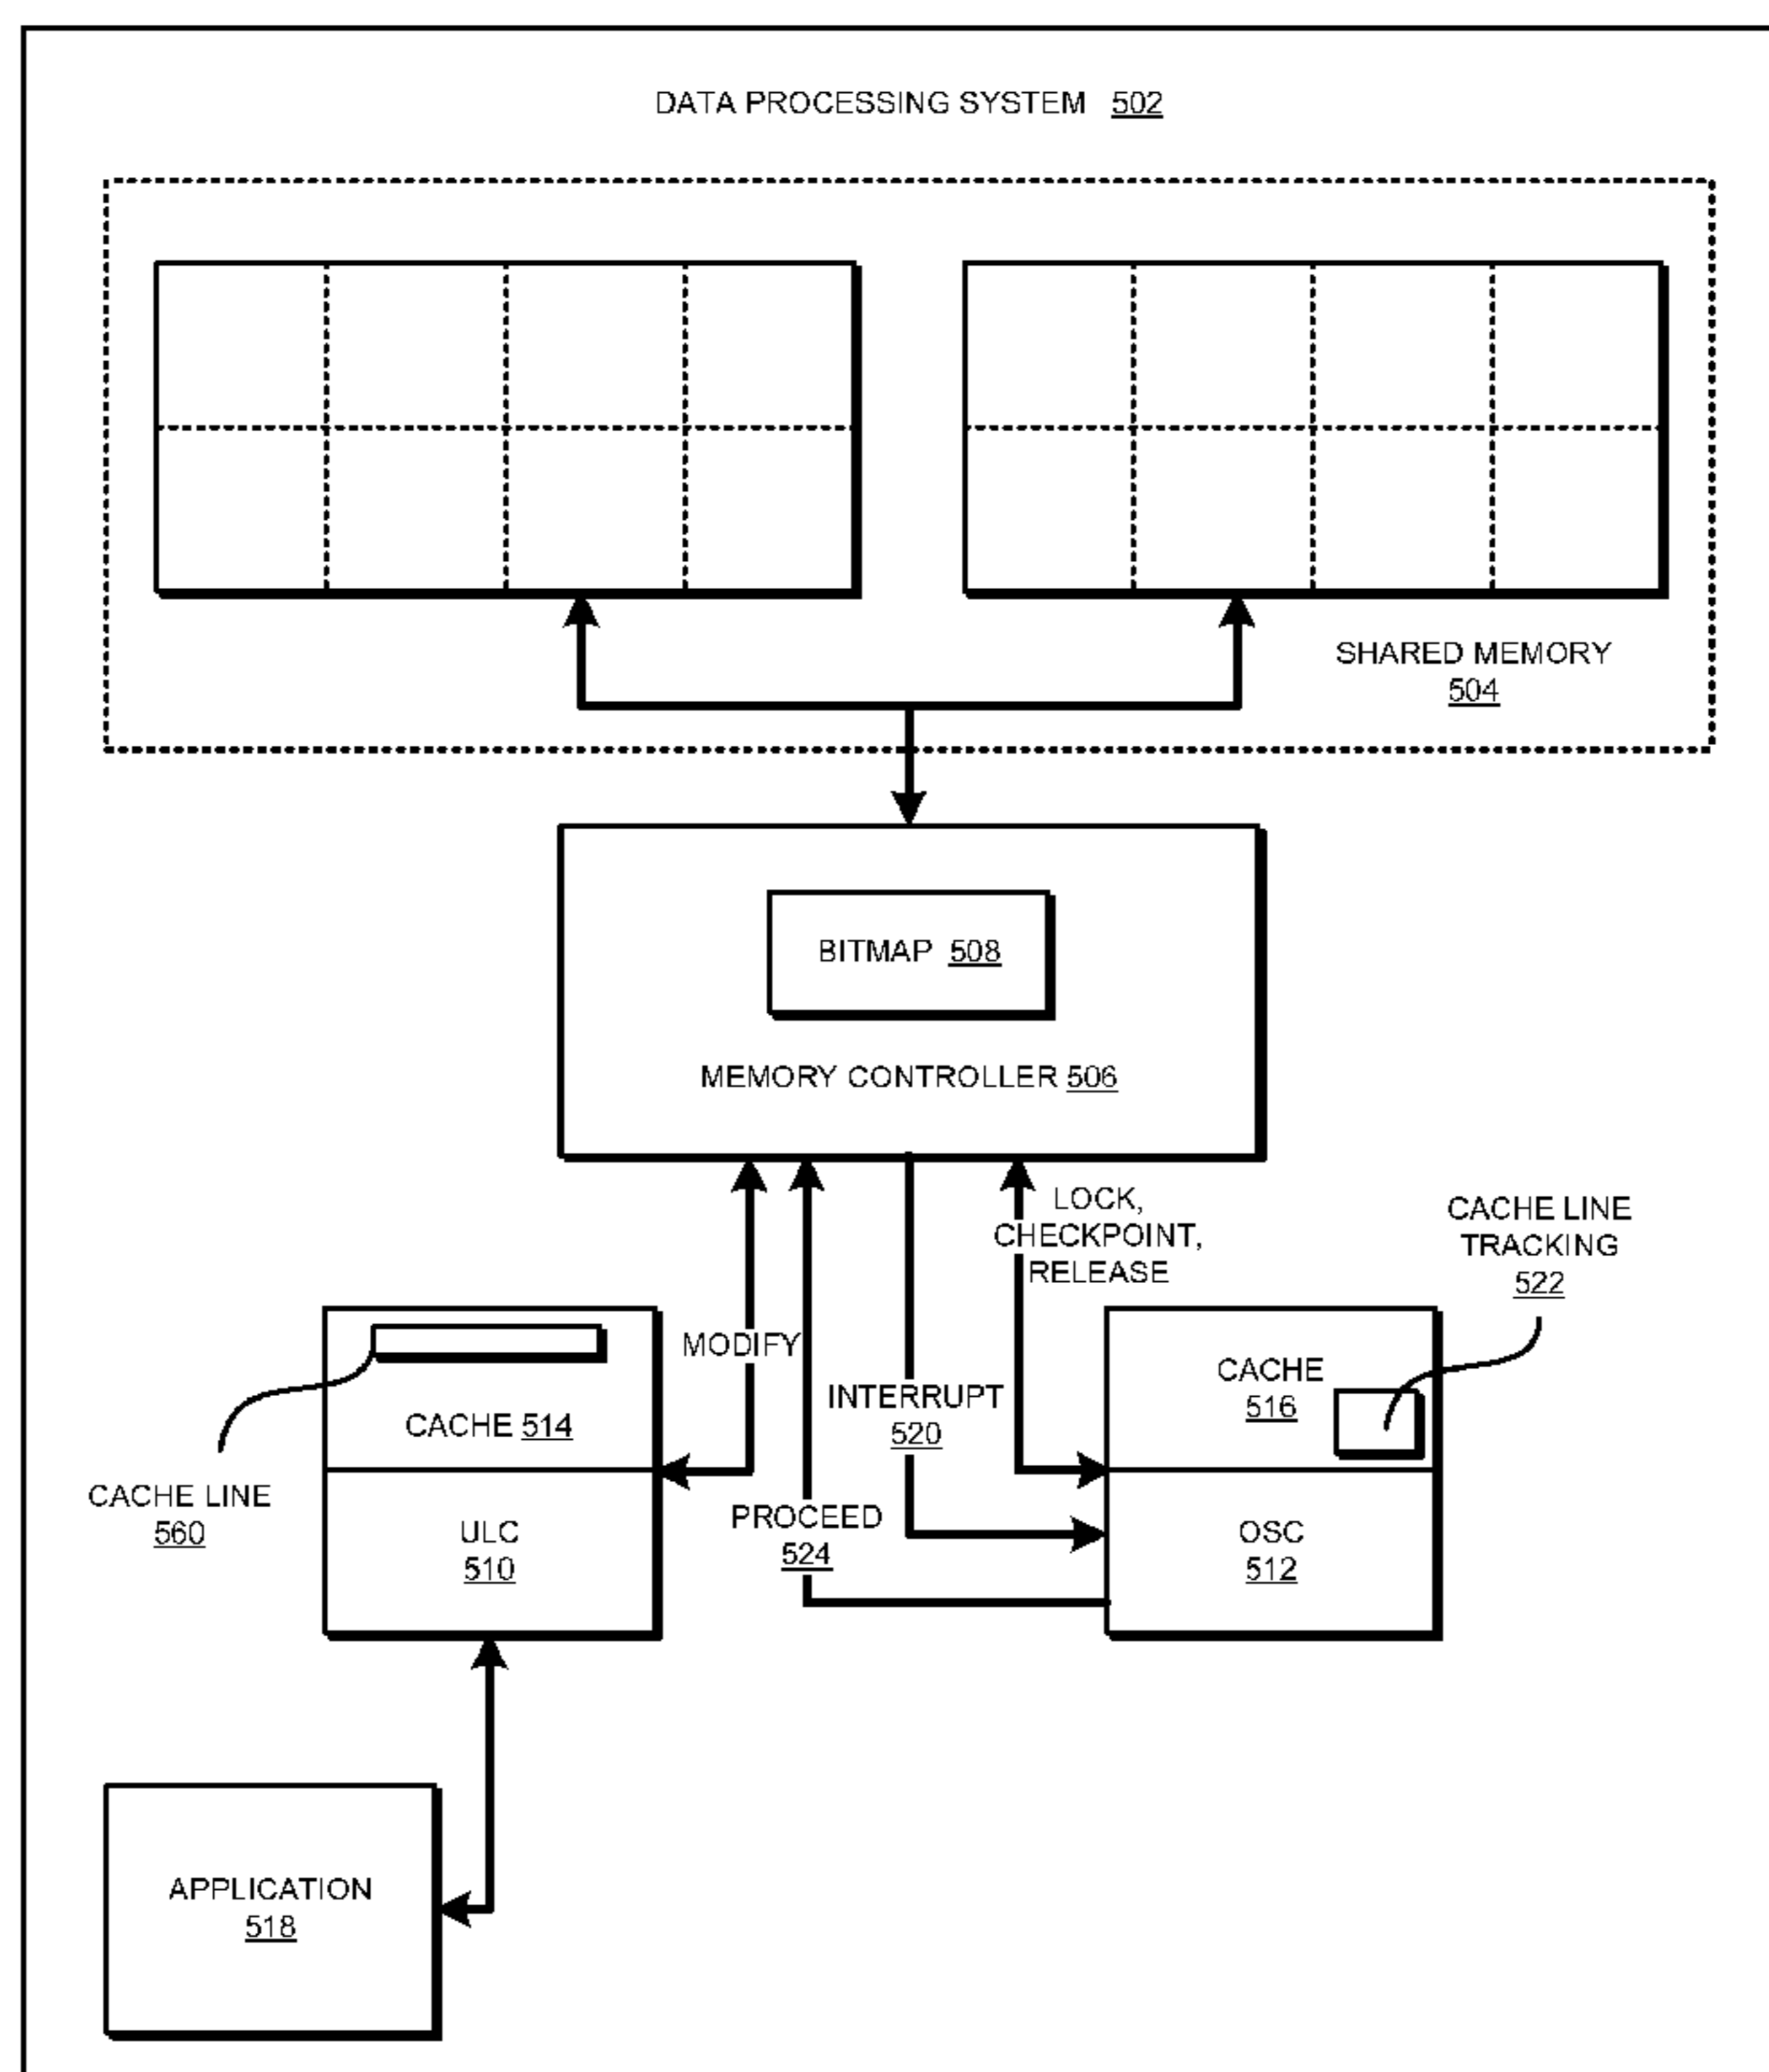 DATA PROCESSING SYSTEM 502
SHARED MEMORY
504
BITMAP 508
MEMORY CONTROLLER 506
LOCK,
CHECKPOINT,
RELEASE
CACHE LINE
TRACKING
522
MODIFY
INTERRUPT
520
PROCEED
524
CACHE 514
CACHE LINE
560
ULC
510
CACHE
516
OSC
512
APPLICATION
518